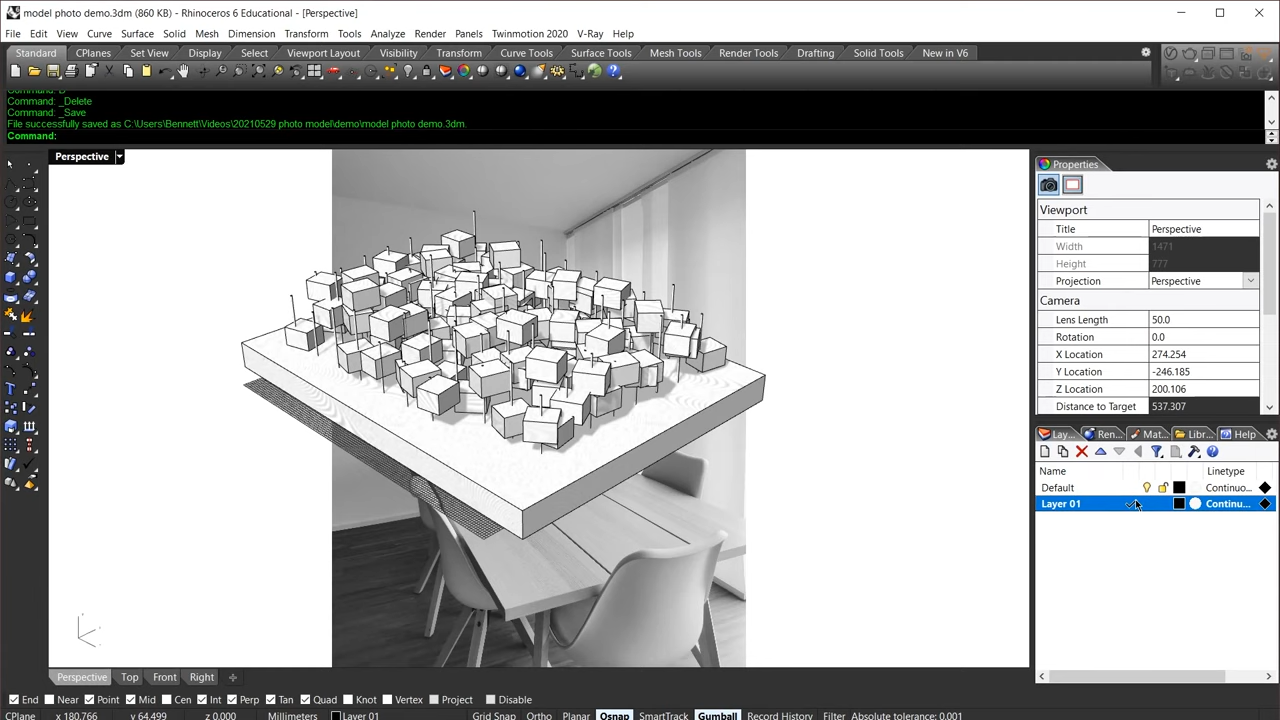 model photo demo.3dm (860 KB) - Rhinoceros 6 Educational - [Perspective]
File Edit View Curve Surface Solid Mesh Dimension Transform Tools Analyze Render Panels Twinmotion 2020 V-Ray Help
Standard CPlanes Set View Display Select Viewport Layout Visibility Transform Curve Tools Surface Tools Mesh Tools Render Tools Drafting Solid Tools New in V6
Command: _Delete
Command: _Save
File successfully saved as C:\Users\Bennett\Videos\20210529 photo model\demo\model photo demo.3dm.
Command:
Perspective
Properties
Viewport
Title Perspective
Width 1471
Height 777
Projection Perspective
Camera
Lens Length 50.0
Rotation 0.0
X Location 274.254
Y Location -246.185
Z Location 200.106
Distance to Target 537.307
Lay... Ren... Mat... Libr... Help
Name Linetype
Default Continuo...
Layer 01 Continu...
Perspective Top Front Right
End Near Point Mid Cen Int Perp Tan Quad Knot Vertex Project Disable
CPlane x 180.766 y 64.499 z 0.000 Millimeters Layer 01 Grid Snap Ortho Planar Osnap SmartTrack Gumball Record History Filter Absolute tolerance: 0.001